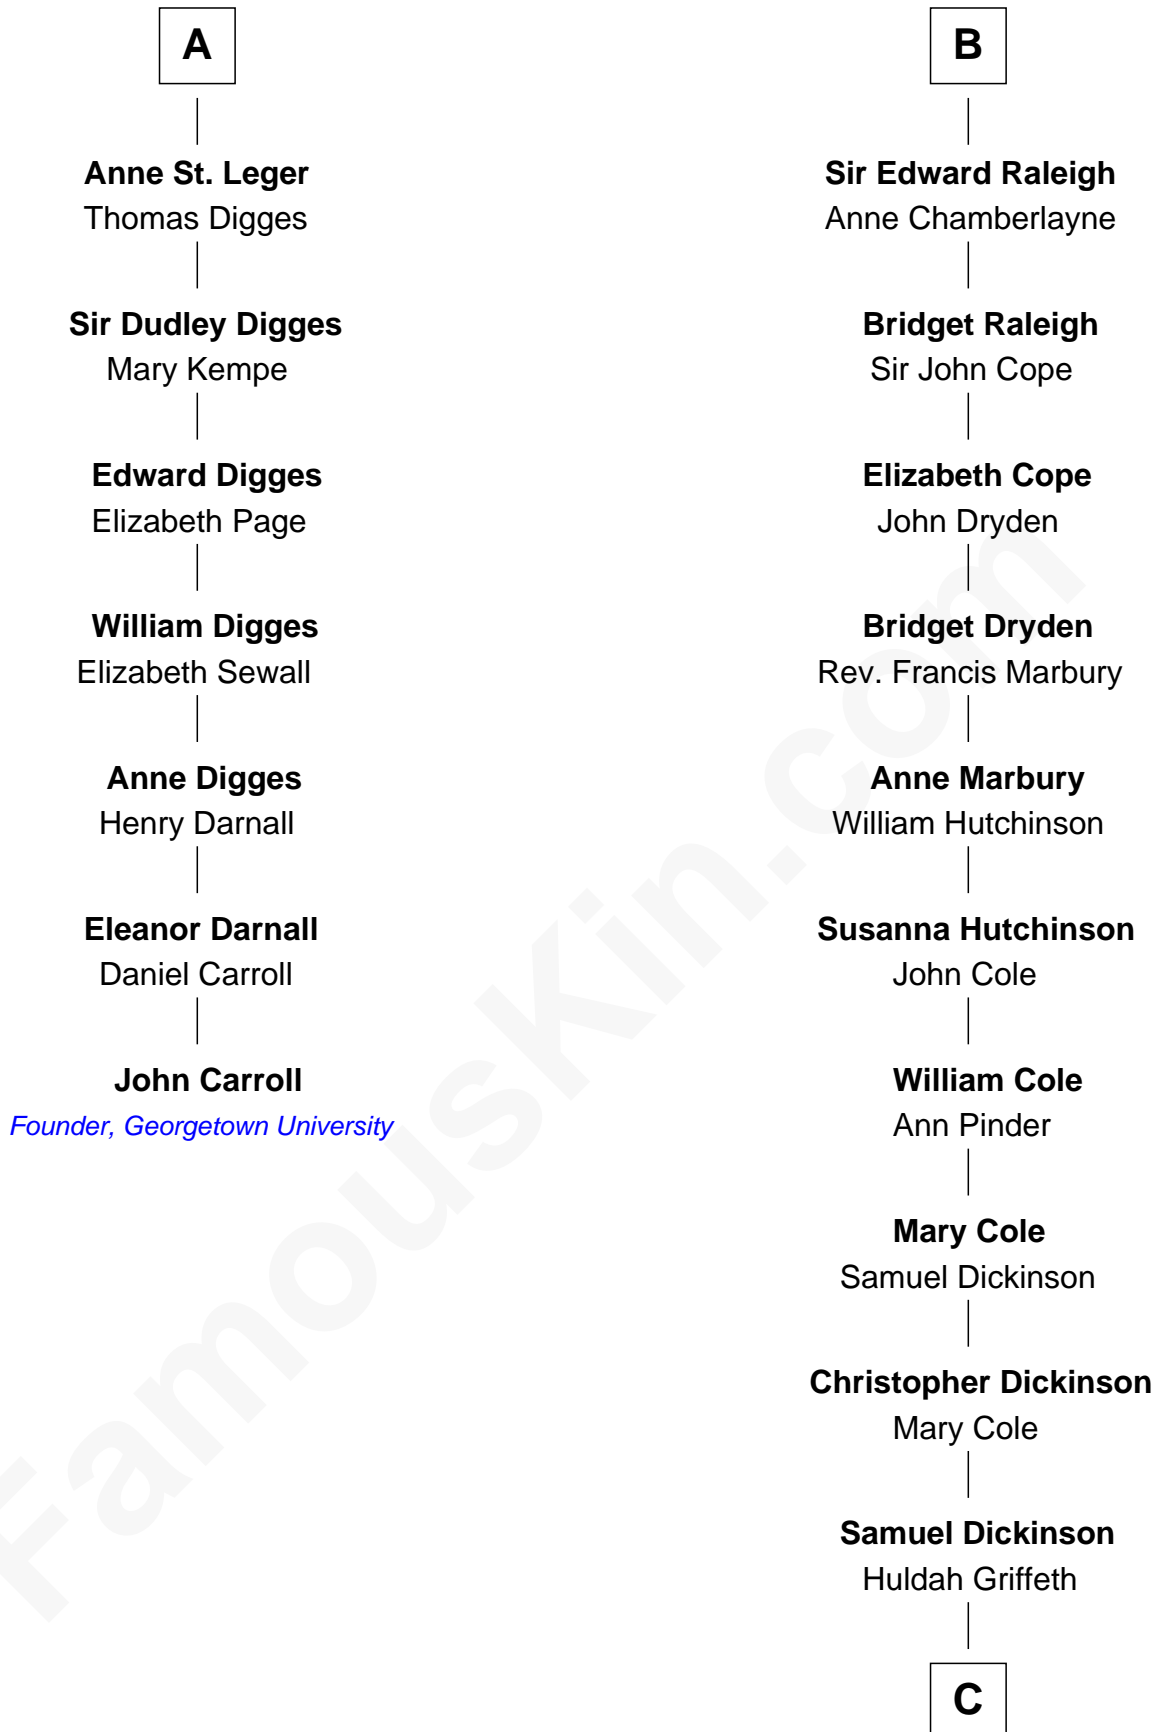 A
Anne St. Leger
Thomas Digges
Sir Dudley Digges
Mary Kempe
Edward Digges
Elizabeth Page
William Digges
Elizabeth Sewall
Anne Digges
Henry Darnall
Eleanor Darnall
Daniel Carroll
John Carroll
Founder, Georgetown University
B
Sir Edward Raleigh
Anne Chamberlayne
Bridget Raleigh
Sir John Cope
Elizabeth Cope
John Dryden
Bridget Dryden
Rev. Francis Marbury
Anne Marbury
William Hutchinson
Susanna Hutchinson
John Cole
William Cole
Ann Pinder
Mary Cole
Samuel Dickinson
Christopher Dickinson
Mary Cole
Samuel Dickinson
Huldah Griffeth
C
FamousKin.com